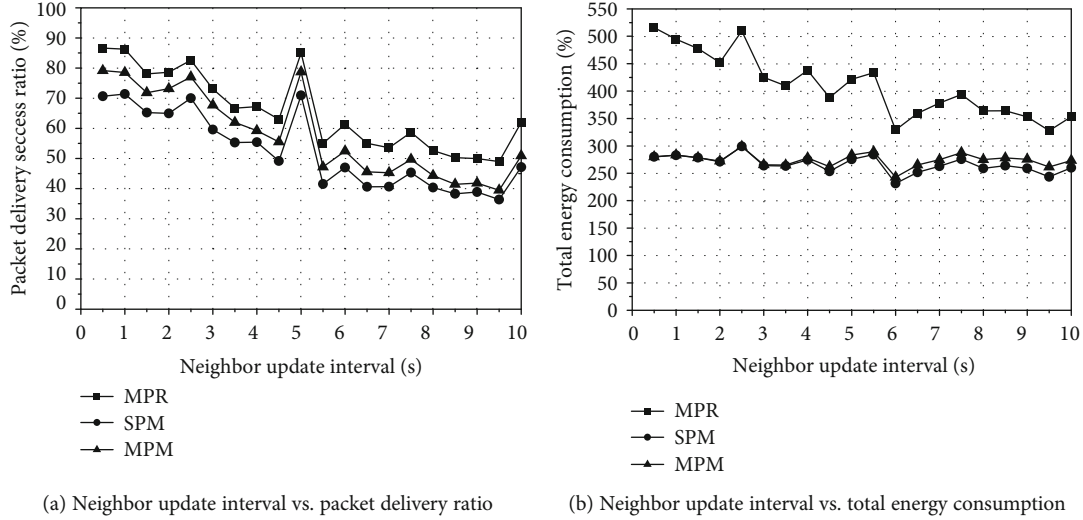 100
90
80
70
60
50
40
30
20
10
0
Packet delivery seccess ratio (%)
0 1 2 3 4 5 6 7 8 9 10
Neighbor update interval (s)
MPR
SPM
MPM
(a) Neighbor update interval vs. packet delivery ratio
550
500
450
400
350
300
250
200
150
100
50
0
Total energy consumption (%)
0 1 2 3 4 5 6 7 8 9 10
Neighbor update interval (s)
MPR
SPM
MPM
(b) Neighbor update interval vs. total energy consumption